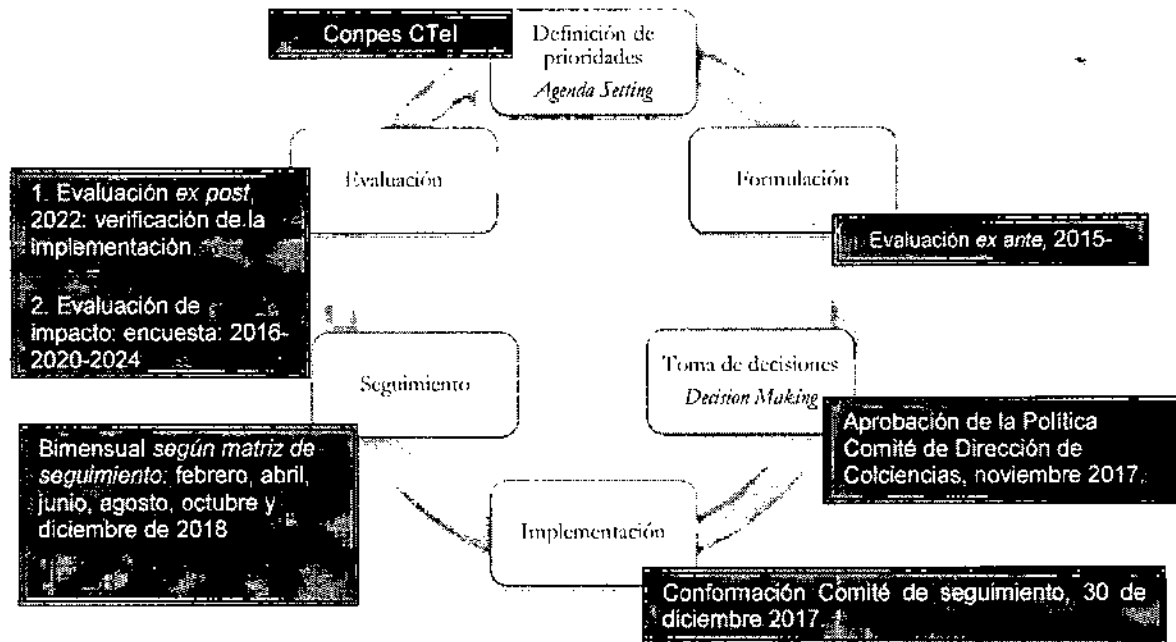 Conpes CTeI
Definición de
prioridades
Agenda Setting
Formulación
Evaluación ex ante, 2015-
Toma de decisiones
Decision Making
Aprobación de la Política
Comité de Dirección de
Colciencias, noviembre 2017.
Implementación
Conformación Comité de seguimiento, 30 de
diciembre 2017.
Seguimiento
Bimensual según matriz de
seguimiento: febrero, abril,
junio, agosto, octubre y
diciembre de 2018
Evaluación
1. Evaluación ex post,
2022: verificación de la
implementación.
2. Evaluación de
impacto: encuesta: 2016-
2020-2024